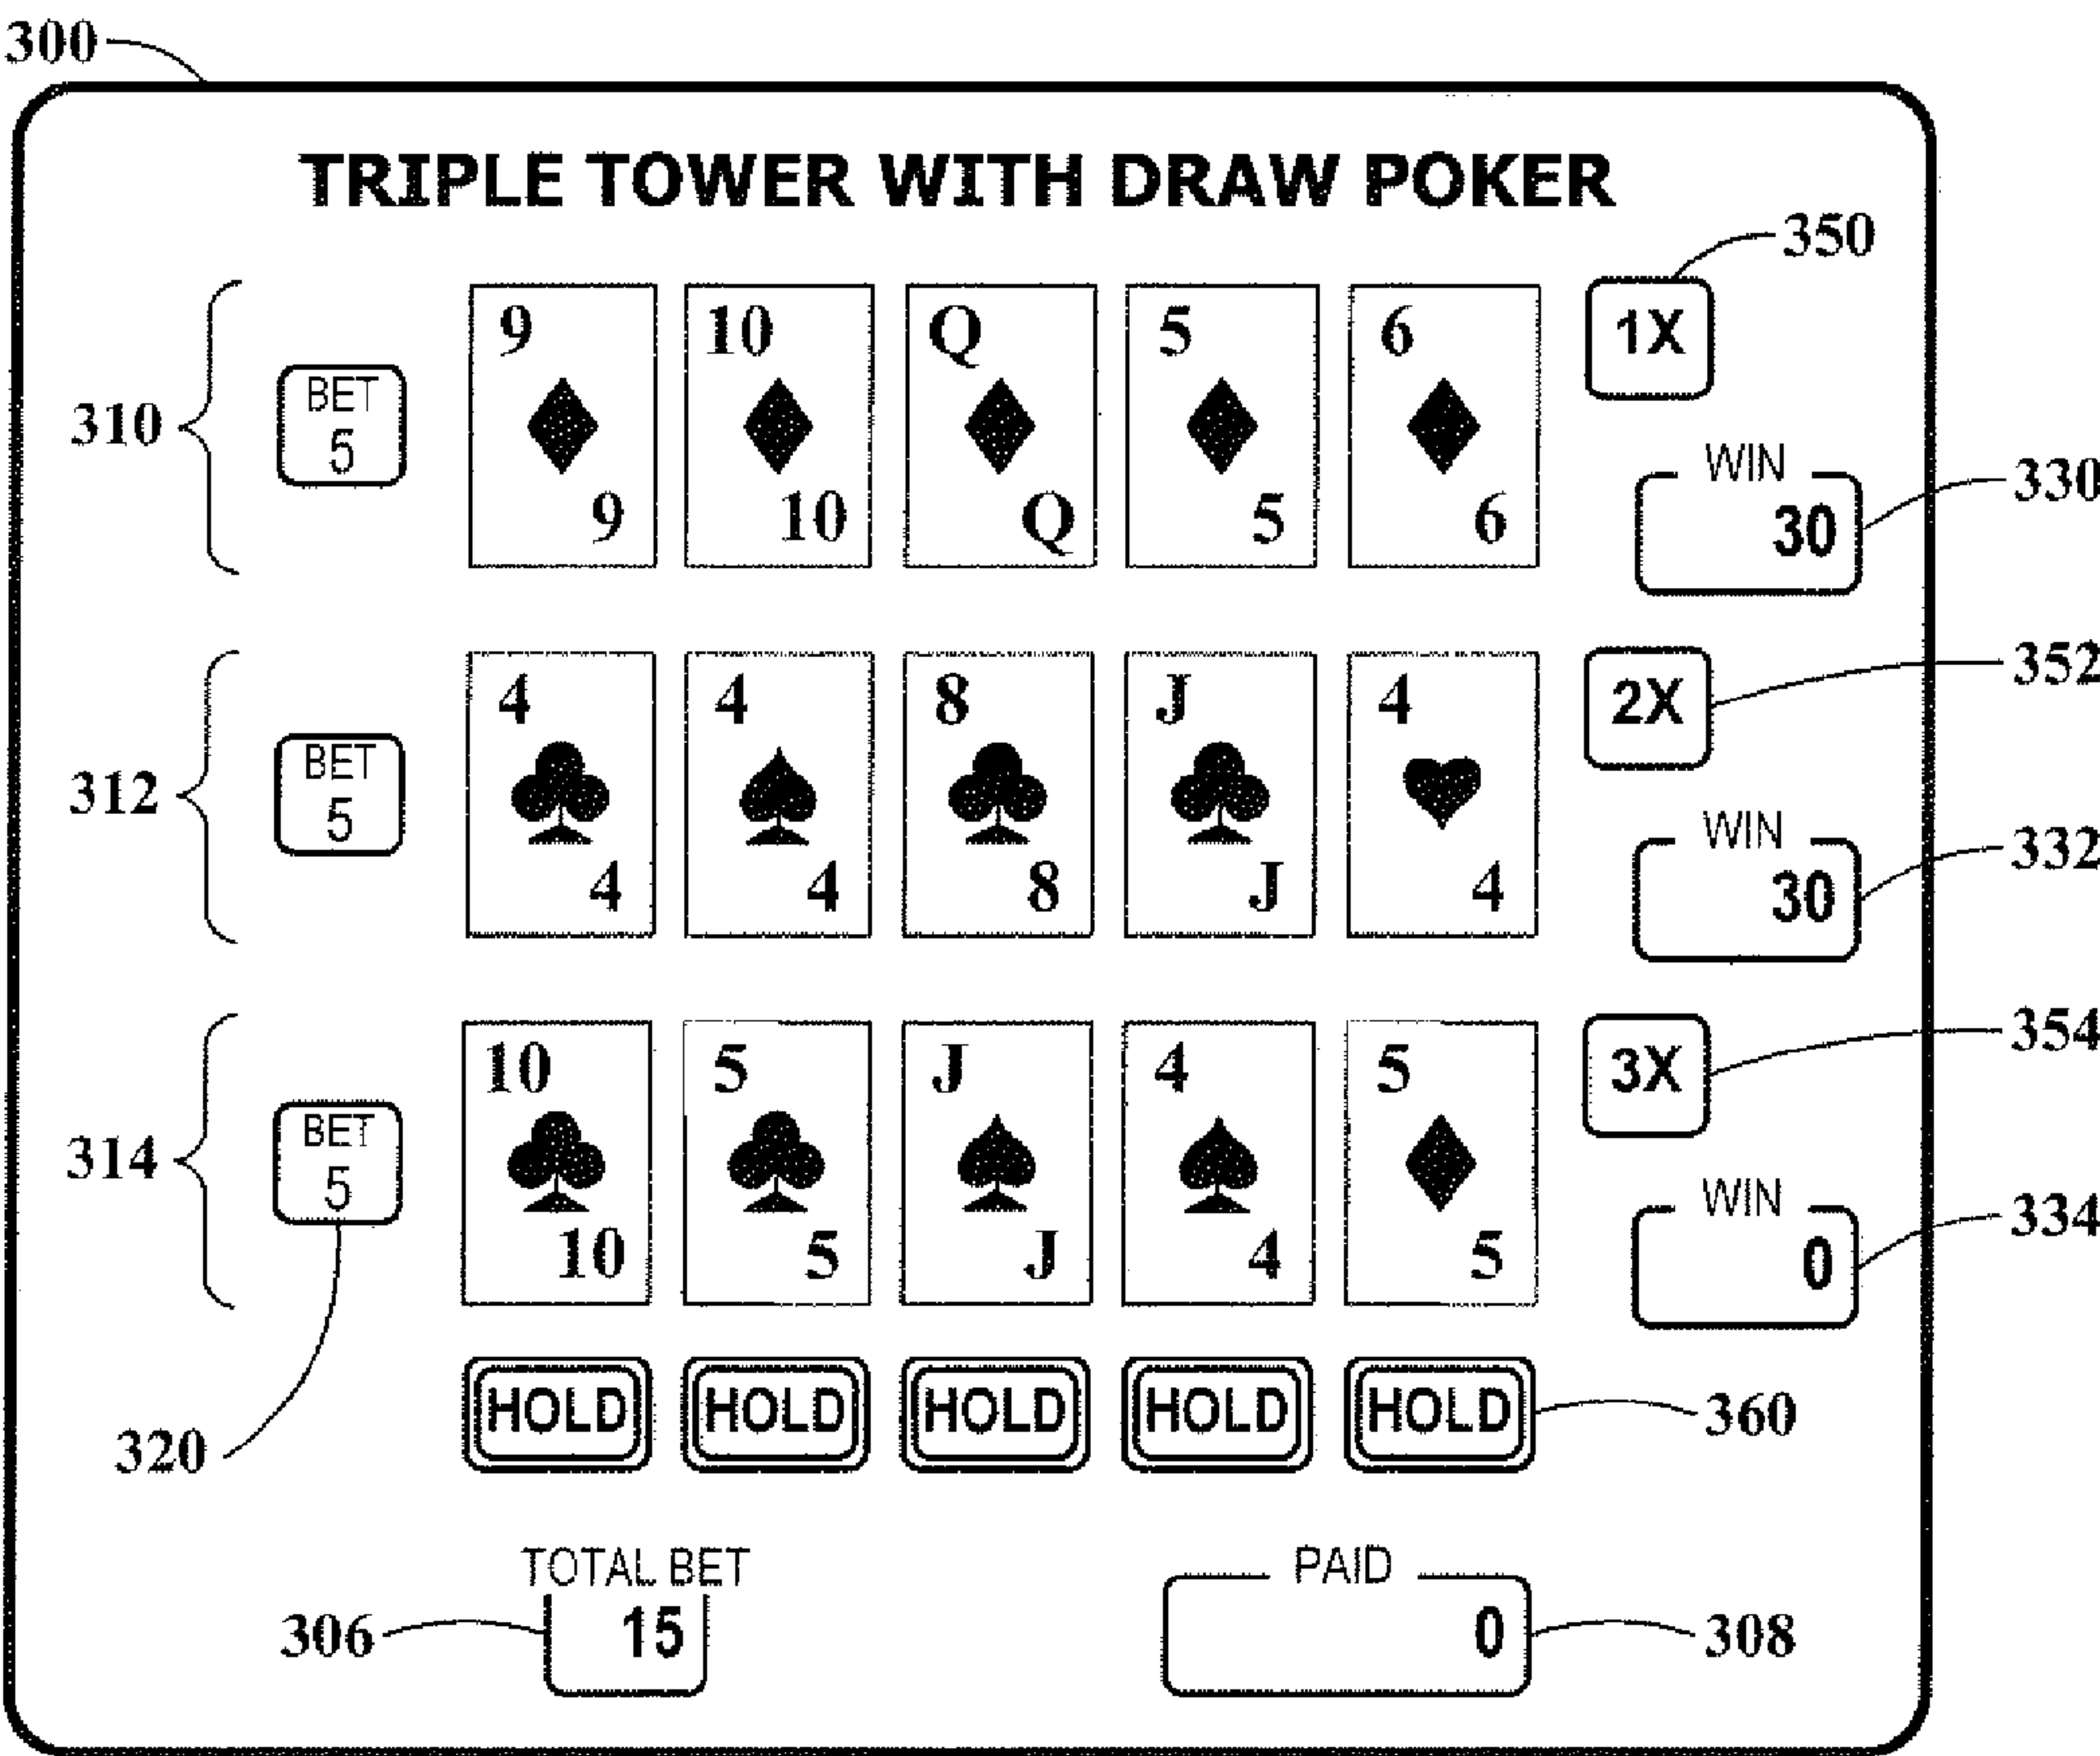 300
TRIPLE TOWER WITH DRAW POKER
350
9 10 Q 5 6
1X
310
BET
5
WIN
330
30
9 10 Q 5 6
352
4 4 8 J 4
2X
312
BET
5
WIN
332
30
4 4 8 J 4
354
10 5 J 4 5
3X
314
BET
5
WIN
334
0
10 5 J 4 5
HOLD HOLD HOLD HOLD HOLD
360
320
TOTAL BET
PAID
306
15
0
308